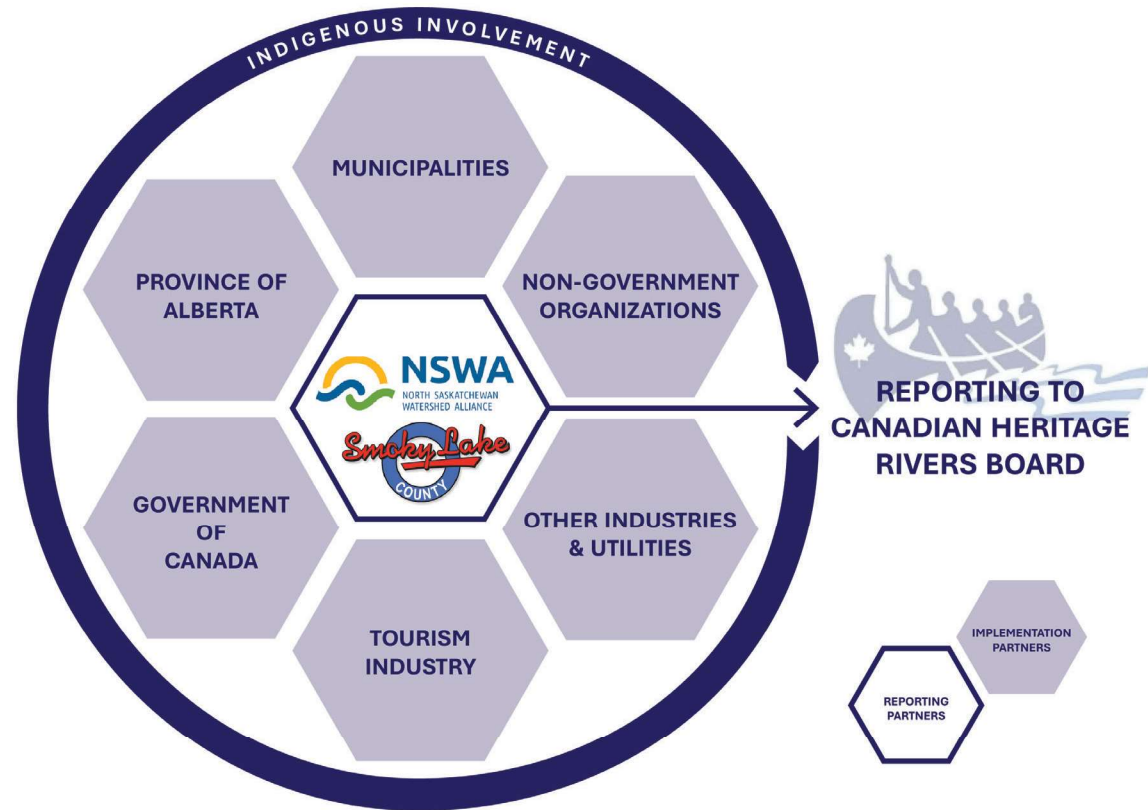 INDIGENOUS INVOLVEMENT
MUNICIPALITIES
PROVINCE OF
ALBERTA
NON-GOVERNMENT
ORGANIZATIONS
NSWA
NORTH SASKATCHEWAN
WATERSHED ALLIANCE
Smoky Lake
COUNTY
REPORTING TO
CANADIAN HERITAGE
RIVERS BOARD
GOVERNMENT
OF
CANADA
OTHER INDUSTRIES
& UTILITIES
TOURISM
INDUSTRY
IMPLEMENTATION
PARTNERS
REPORTING
PARTNERS